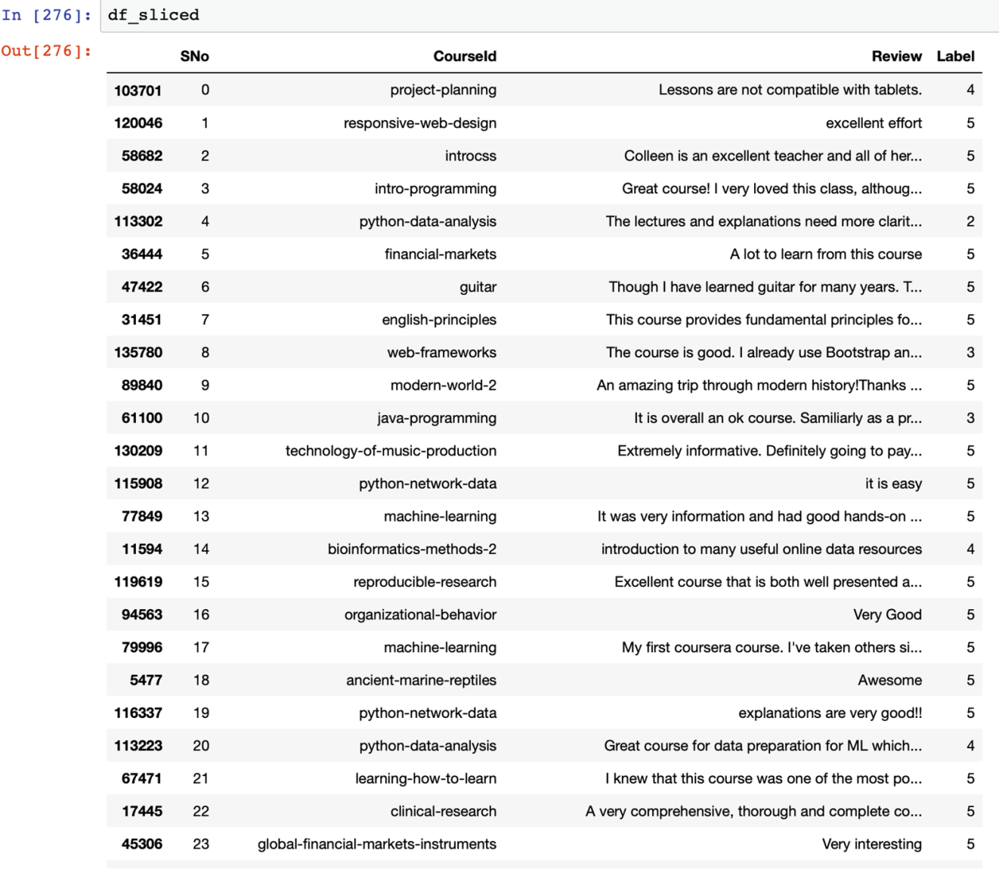 In [276]: df_sliced
Out[276]:
SNo CourseId Review Label
103701 0 project-planning Lessons are not compatible with tablets. 4
120046 1 responsive-web-design excellent effort 5
58682 2 introcss Colleen is an excellent teacher and all of her... 5
58024 3 intro-programming Great course! I very loved this class, althoug... 5
113302 4 python-data-analysis The lectures and explanations need more clarit... 2
36444 5 financial-markets A lot to learn from this course 5
47422 6 guitar Though I have learned guitar for many years. T... 5
31451 7 english-principles This course provides fundamental principles fo... 5
135780 8 web-frameworks The course is good. I already use Bootstrap an... 3
89840 9 modern-world-2 An amazing trip through modern history!Thanks ... 5
61100 10 java-programming It is overall an ok course. Samiliarly as a pr... 3
130209 11 technology-of-music-production Extremely informative. Definitely going to pay... 5
115908 12 python-network-data it is easy 5
77849 13 machine-learning It was very information and had good hands-on ... 5
11594 14 bioinformatics-methods-2 introduction to many useful online data resources 4
119619 15 reproducible-research Excellent course that is both well presented a... 5
94563 16 organizational-behavior Very Good 5
79996 17 machine-learning My first coursera course. I've taken others si... 5
5477 18 ancient-marine-reptiles Awesome 5
116337 19 python-network-data explanations are very good!! 5
113223 20 python-data-analysis Great course for data preparation for ML which... 4
67471 21 learning-how-to-learn I knew that this course was one of the most po... 5
17445 22 clinical-research A very comprehensive, thorough and complete co... 5
45306 23 global-financial-markets-instruments Very interesting 5